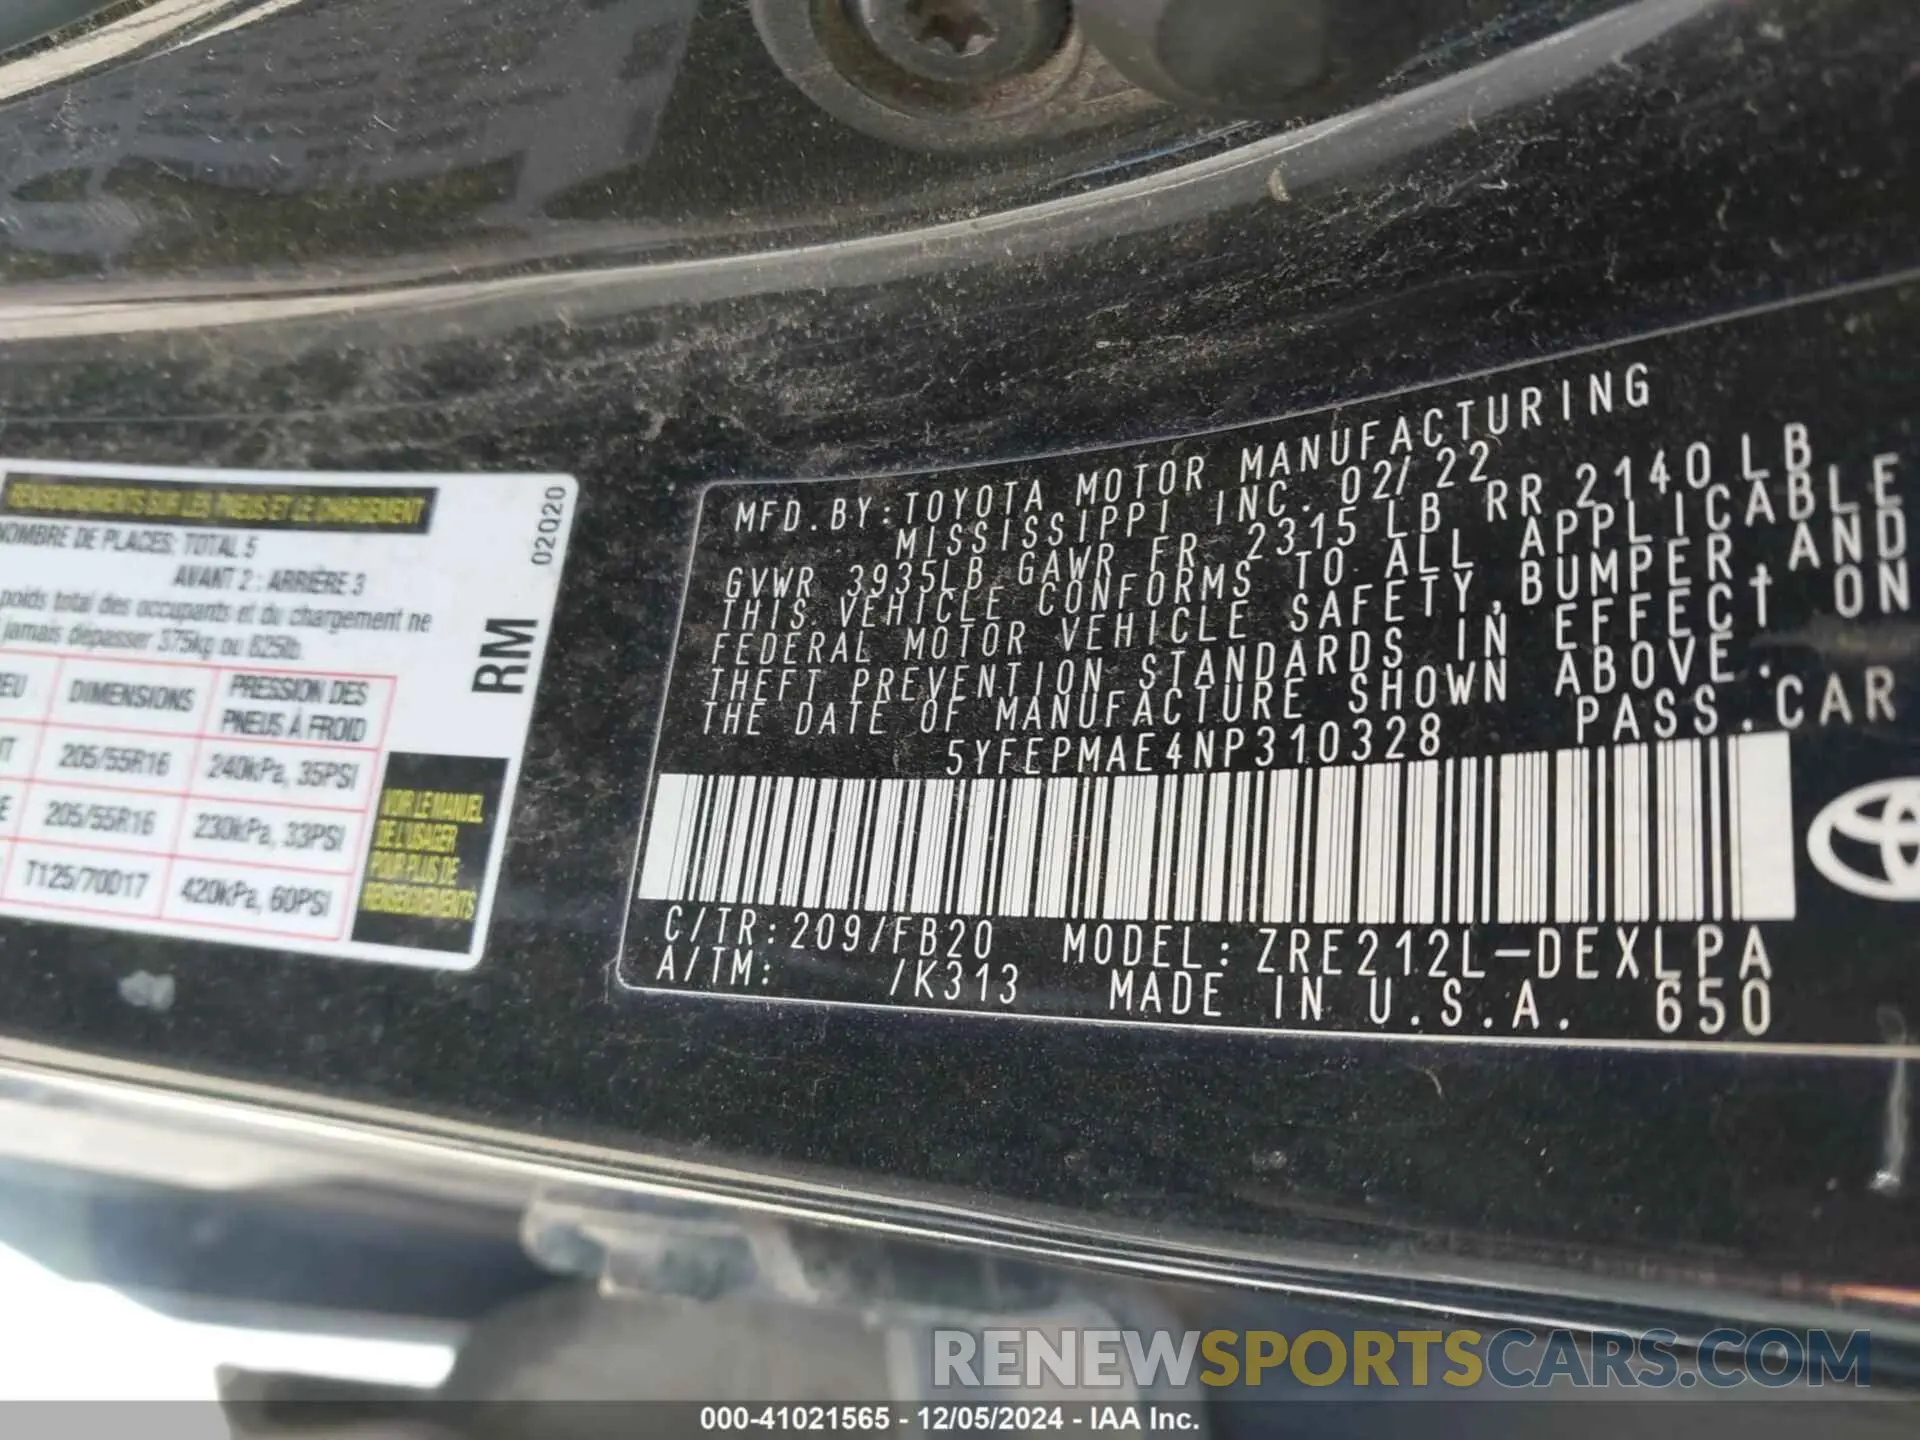 RENSEIGNEMENTS SUR LES PNEUS ET LE CHARGEMENT
NOMBRE DE PLACES: TOTAL 5
AVANT 2 : ARRIÈRE 3
poids total des occupants et du chargement ne
jamais dépasser 375kg ou 825lb.
DIMENSIONS
PRESSION DES
PNEUS À FROID
205/55R16 240kPa, 35PSI
205/55R16 230kPa, 33PSI
T125/70D17 420kPa, 60PSI
VOIR LE MANUEL
DE L'USAGER
POUR PLUS DE
RENSEIGNEMENTS
RM
02Q20
MFD. BY: TOYOTA MOTOR MANUFACTURING
MISSISSIPPI INC. 02/22
GVWR 3935LB GAWR FR 2315 LB RR 2140 LB
THIS VEHICLE CONFORMS TO ALL APPLICABLE
FEDERAL MOTOR VEHICLE SAFETY, BUMPER, AND
THEFT PREVENTION STANDARDS IN EFFECT ON
THE DATE OF MANUFACTURE SHOWN ABOVE.
5YFEPMAE4NP310328 PASS. CAR
C/TR: 209/FB20 MODEL: ZRE212L-DEXLPA
A/TM: /K313 MADE IN U.S.A. 650
RENEWSPORTSCARS.COM
000-41021565 - 12/05/2024 - IAA Inc.